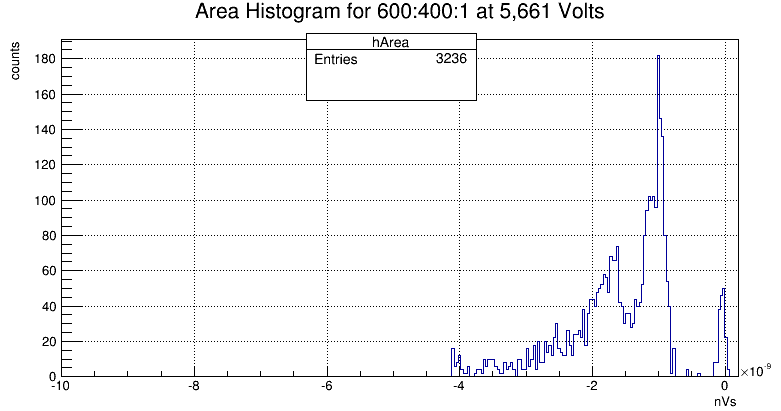 Area Histogram for 600:400:1 at 5,661 Volts
counts
hArea
Entries 3236
180
160
140
120
100
80
60
40
20
0
-10 -8 -6 -4 -2 0 ×10⁻⁹
nVs